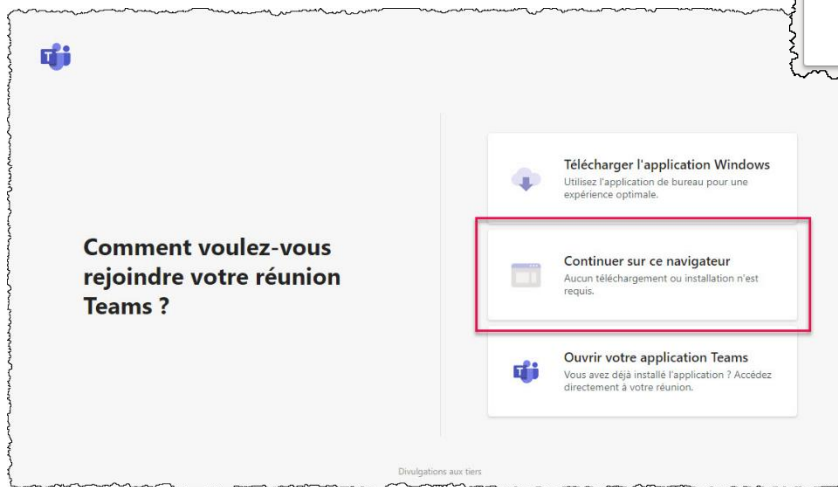 Comment voulez-vous
rejoindre votre réunion
Teams ?
Télécharger l'application Windows
Utilisez l'application de bureau pour une
expérience optimale.
Continuer sur ce navigateur
Aucun téléchargement ou installation n'est
requis.
Ouvrir votre application Teams
Vous avez déjà installé l'application ? Accédez
directement à votre réunion.
Divulgations aux tiers